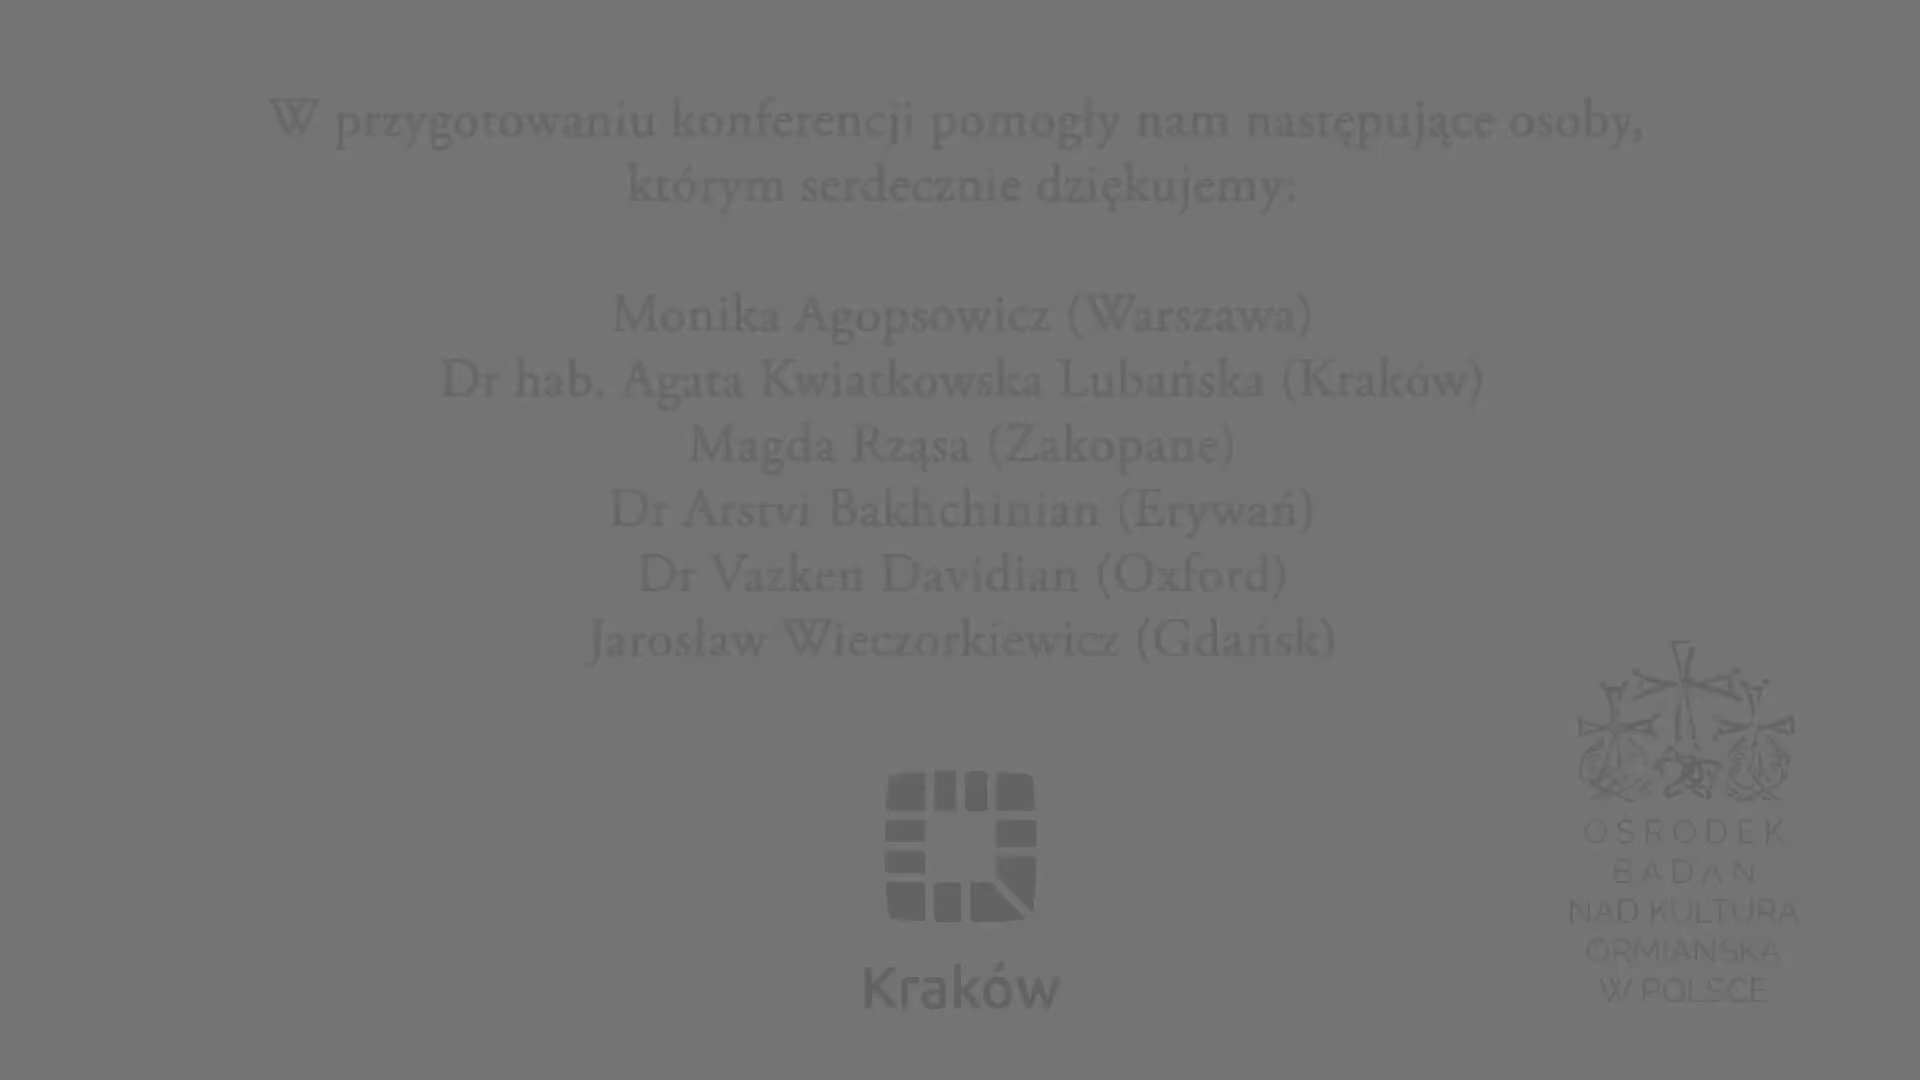 W przygotowaniu konferencji pomogły nam następujące osoby,
którym serdecznie dziękujemy:
Monika Agopsowicz (Warszawa)
Dr hab. Agata Kwiatkowska Lubańska (Kraków)
Magda Rząsa (Zakopane)
Dr Arstvi Bakhchinian (Erywań)
Dr Vazken Davidian (Oxford)
Jarosław Wieczorkiewicz (Gdańsk)
Kraków
OŚRODEK
BADAŃ
NAD KULTURĄ
ORMIAŃSKĄ
W POLSCE